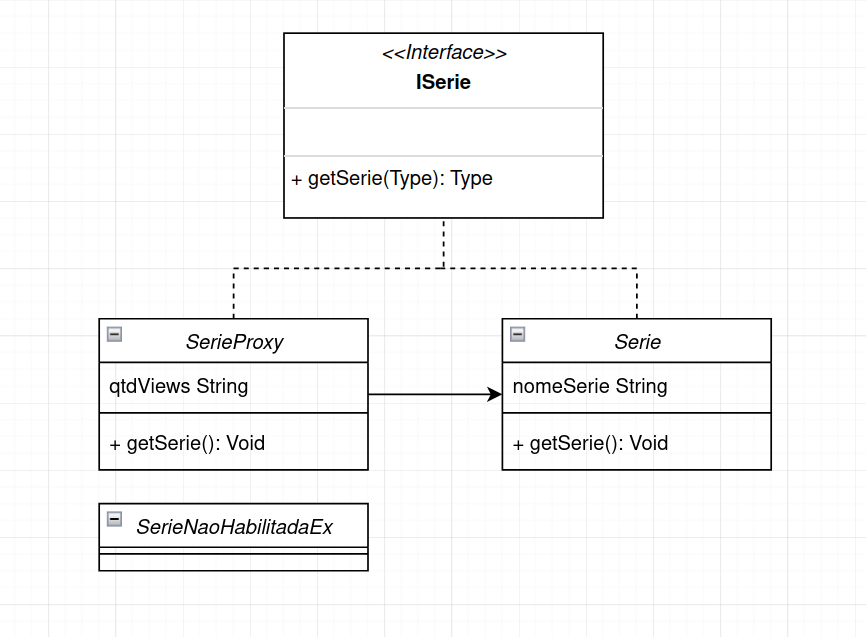 <<Interface>>
ISerie
+ getSerie(Type): Type
SerieProxy
qtdViews String
+ getSerie(): Void
Serie
nomeSerie String
+ getSerie(): Void
SerieNaoHabilitadaEx